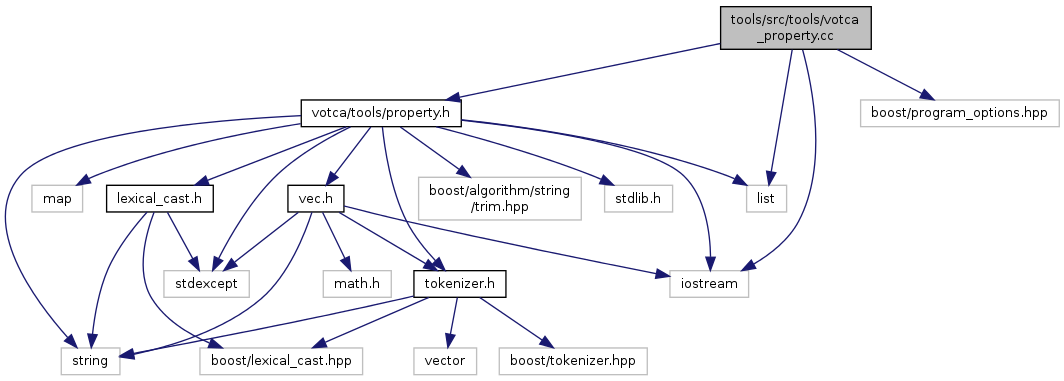 tools/src/tools/votca
_property.cc
votca/tools/property.h
boost/program_options.hpp
map
lexical_cast.h
vec.h
boost/algorithm/string
/trim.hpp
stdlib.h
list
stdexcept
math.h
tokenizer.h
iostream
string
boost/lexical_cast.hpp
vector
boost/tokenizer.hpp